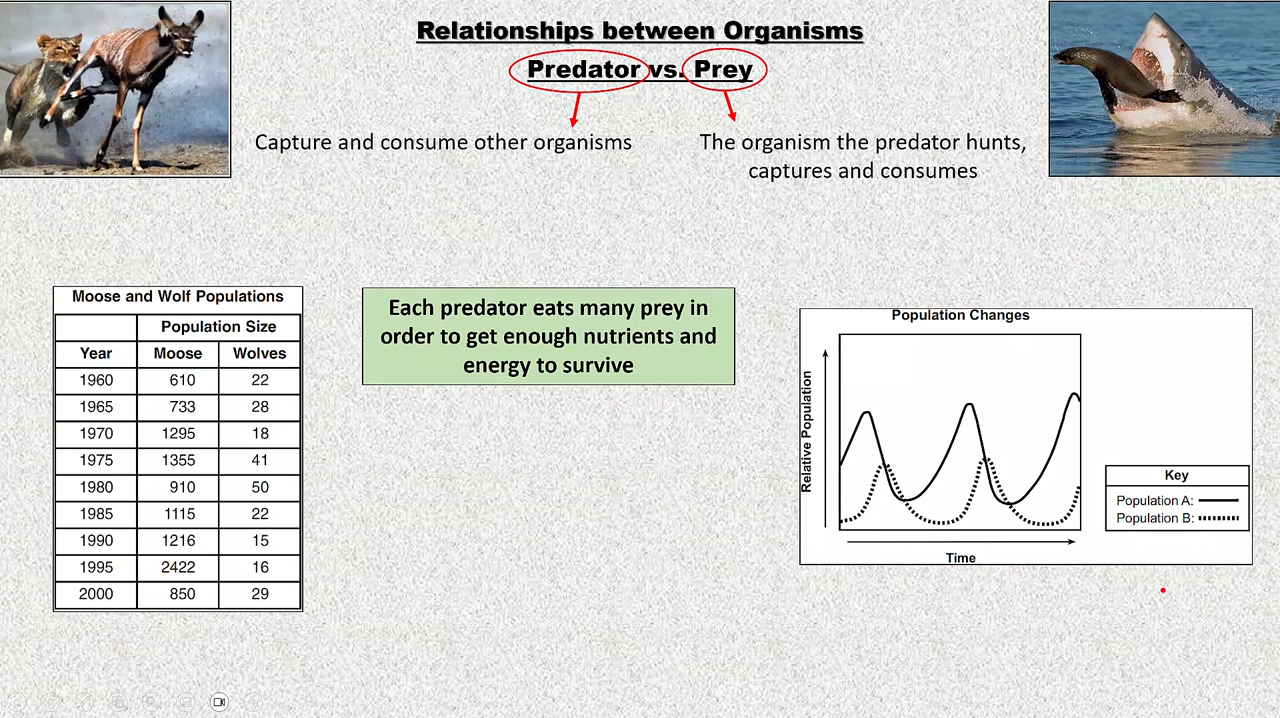 Relationships between Organisms
Predator vs. Prey
Capture and consume other organisms
The organism the predator hunts,
captures and consumes
Moose and Wolf Populations
Population Size
Year Moose Wolves
1960 610 22
1965 733 28
1970 1295 18
1975 1355 41
1980 910 50
1985 1115 22
1990 1216 15
1995 2422 16
2000 850 29
Each predator eats many prey in
order to get enough nutrients and
energy to survive
Population Changes
Relative Population
Time
Key
Population A:
Population B: